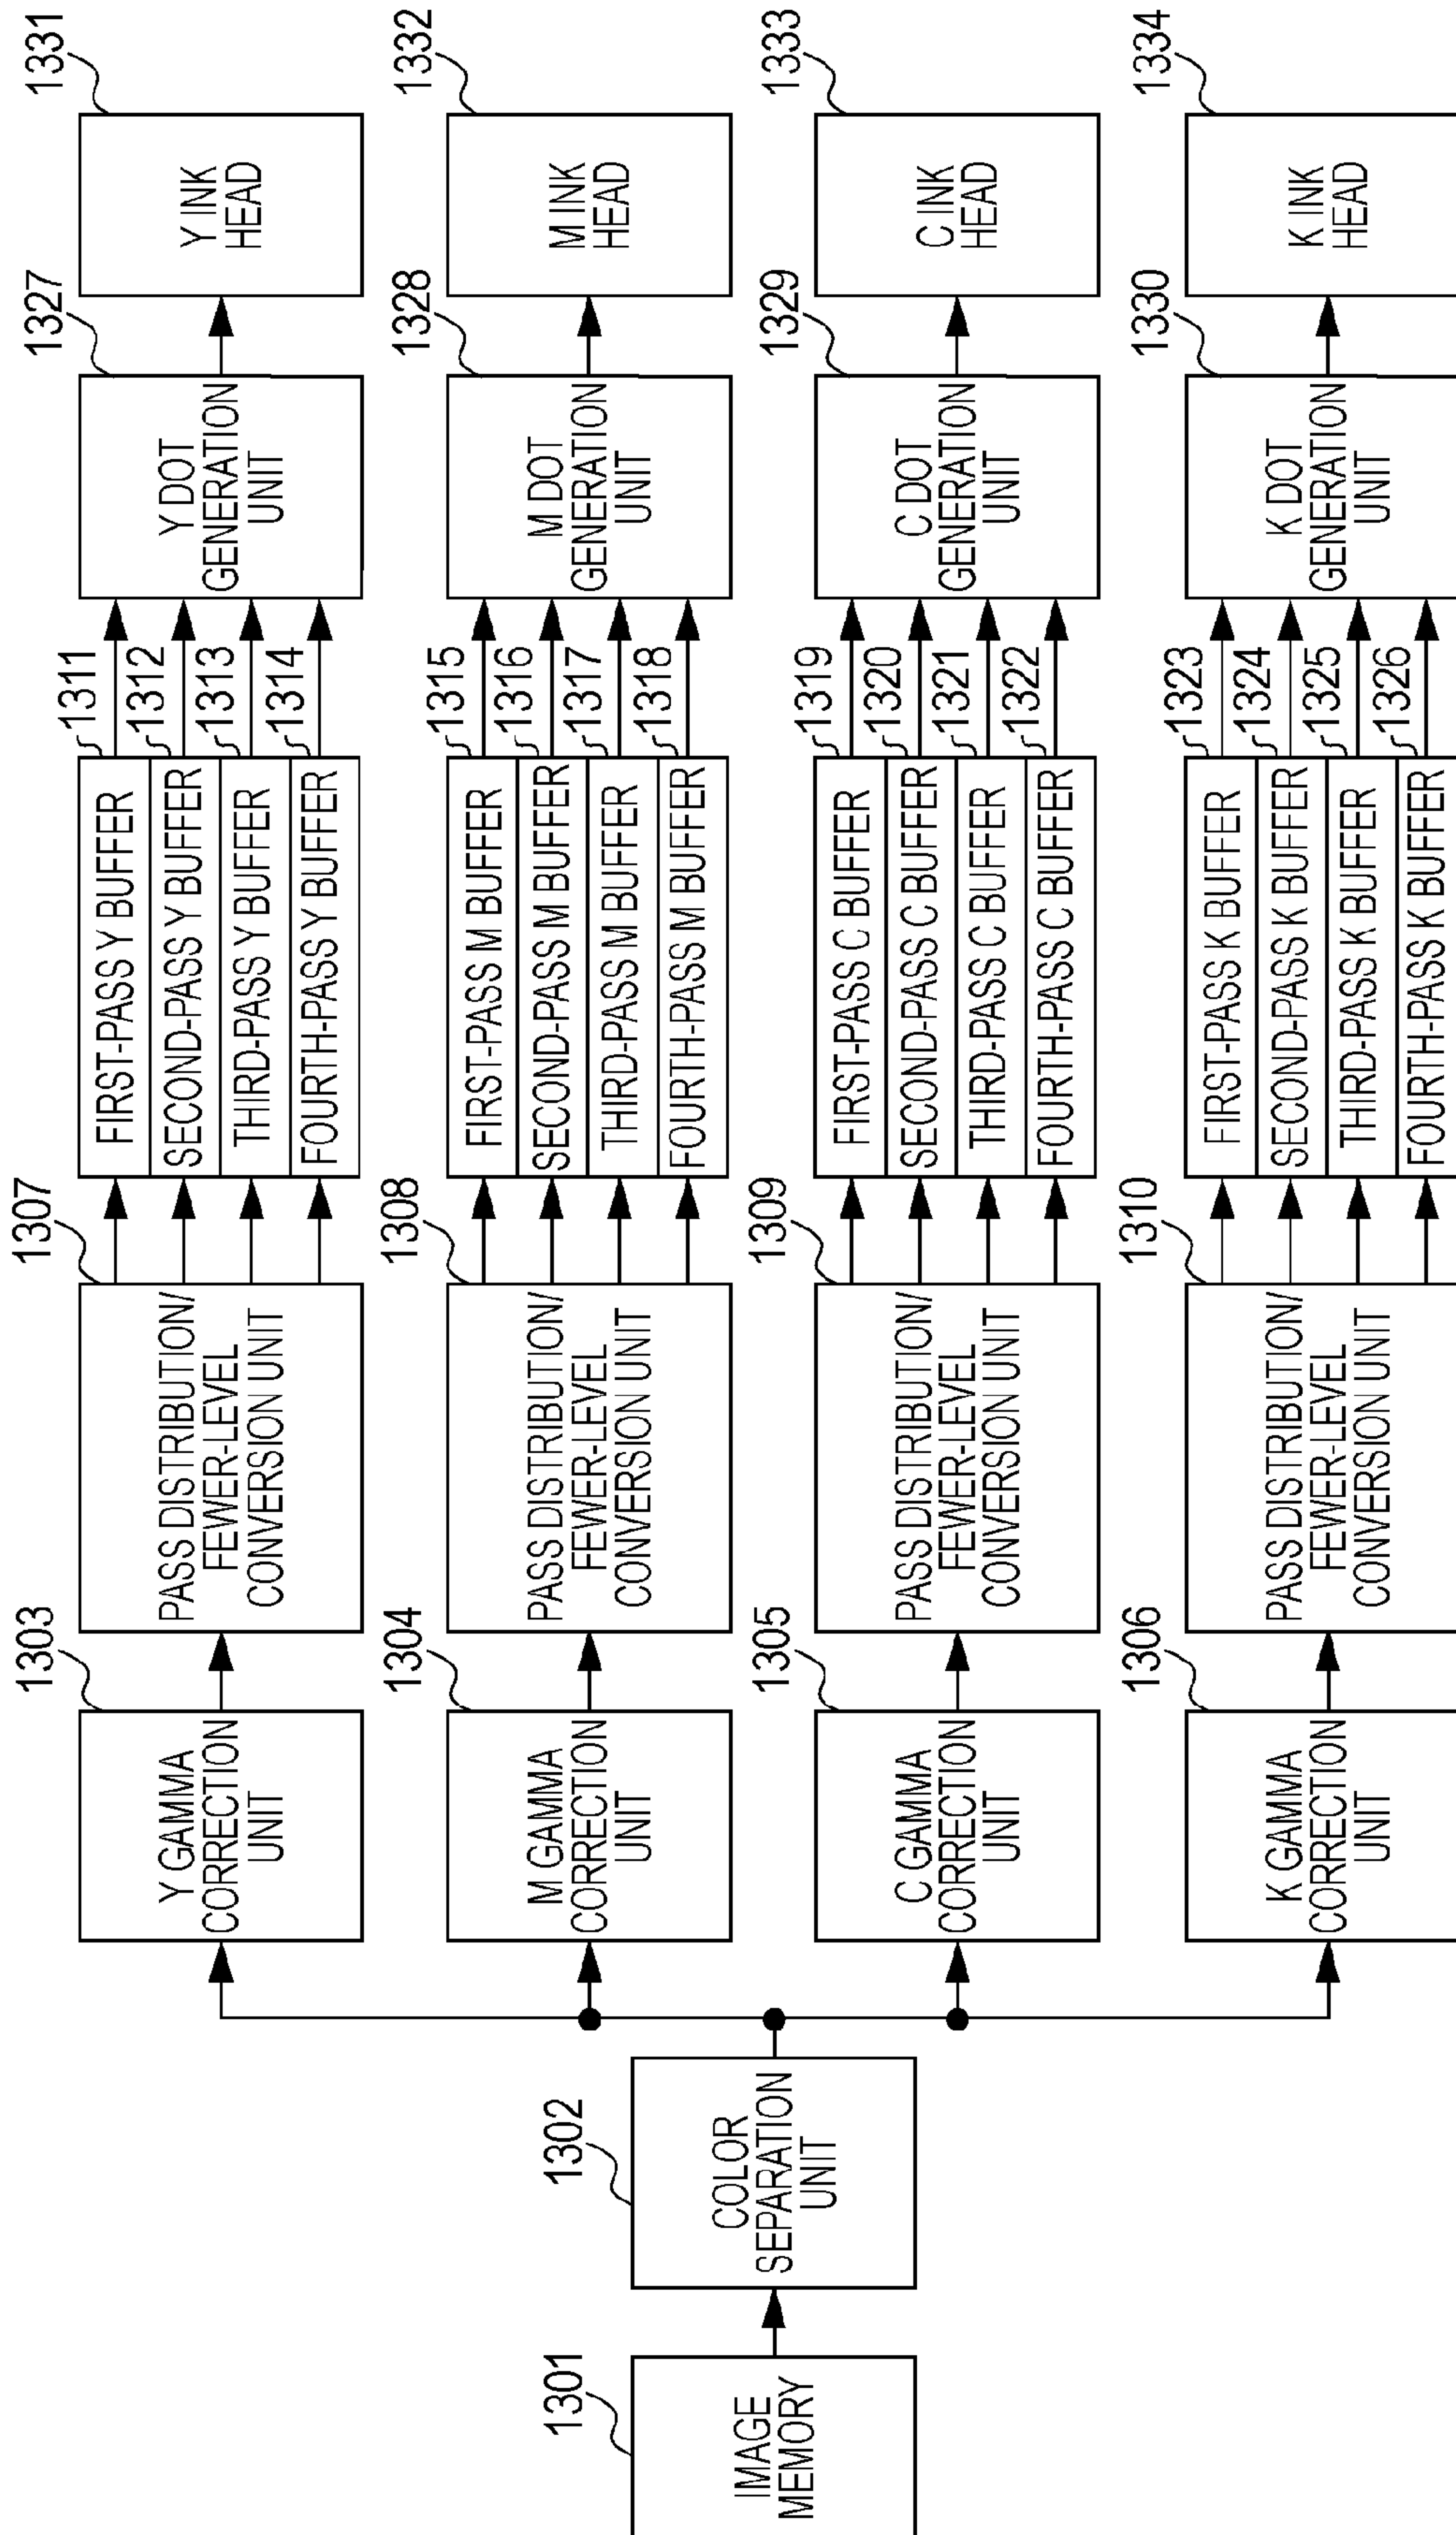 1301
IMAGE
MEMORY
1302
COLOR
SEPARATION
UNIT
1303
Y GAMMA
CORRECTION
UNIT
1307
PASS DISTRIBUTION/
FEWER-LEVEL
CONVERSION UNIT
FIRST-PASS Y BUFFER
1311
SECOND-PASS Y BUFFER
1312
THIRD-PASS Y BUFFER
1313
FOURTH-PASS Y BUFFER
1314
1327
Y DOT
GENERATION
UNIT
1331
Y INK
HEAD
1304
M GAMMA
CORRECTION
UNIT
1308
PASS DISTRIBUTION/
FEWER-LEVEL
CONVERSION UNIT
FIRST-PASS M BUFFER
1315
SECOND-PASS M BUFFER
1316
THIRD-PASS M BUFFER
1317
FOURTH-PASS M BUFFER
1318
1328
M DOT
GENERATION
UNIT
1332
M INK
HEAD
1305
C GAMMA
CORRECTION
UNIT
1309
PASS DISTRIBUTION/
FEWER-LEVEL
CONVERSION UNIT
FIRST-PASS C BUFFER
1319
SECOND-PASS C BUFFER
1320
THIRD-PASS C BUFFER
1321
FOURTH-PASS C BUFFER
1322
1329
C DOT
GENERATION
UNIT
1333
C INK
HEAD
1306
K GAMMA
CORRECTION
UNIT
1310
PASS DISTRIBUTION/
FEWER-LEVEL
CONVERSION UNIT
FIRST-PASS K BUFFER
1323
SECOND-PASS K BUFFER
1324
THIRD-PASS K BUFFER
1325
FOURTH-PASS K BUFFER
1326
1330
K DOT
GENERATION
UNIT
1334
K INK
HEAD